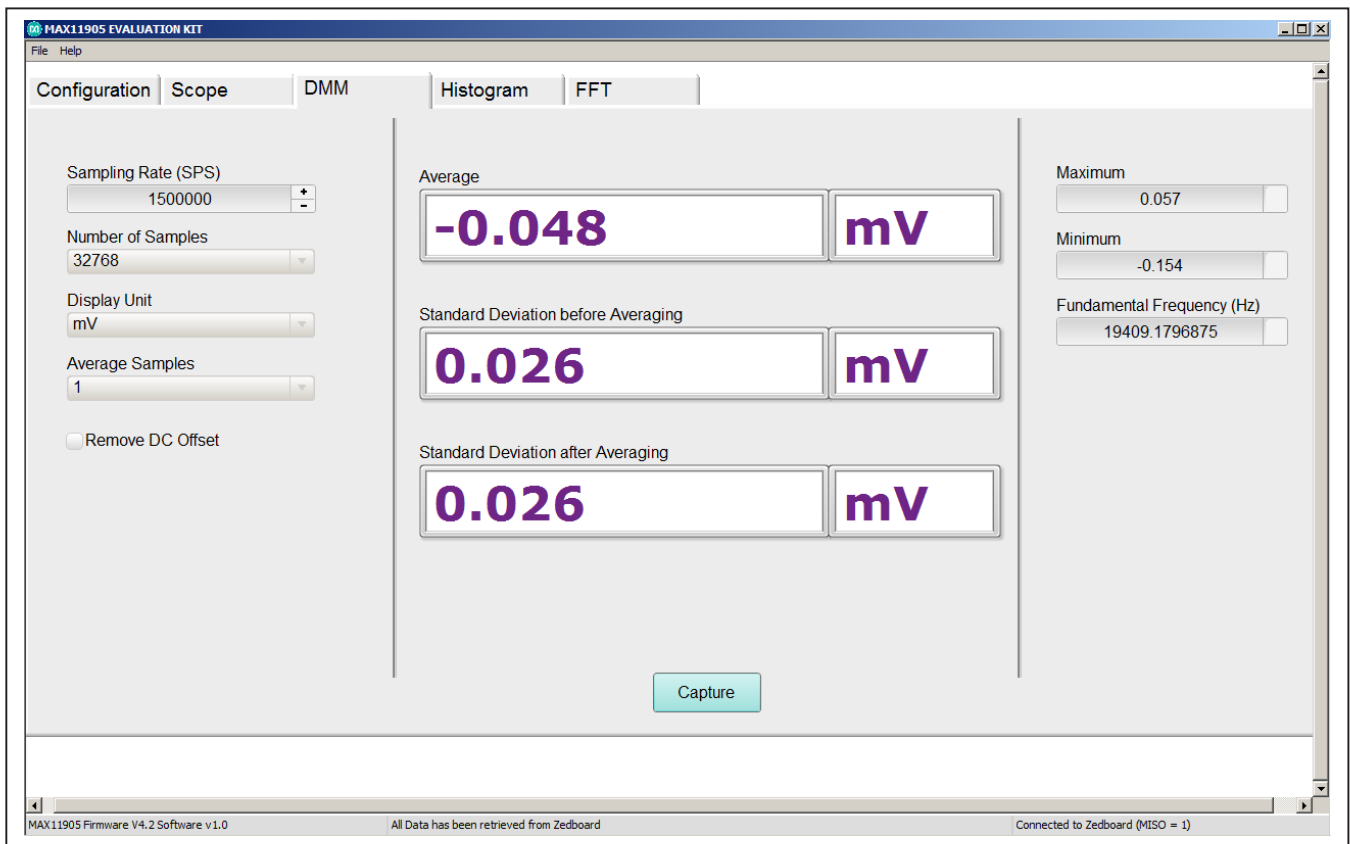 MAX11905 EVALUATION KIT
File Help
Configuration Scope DMM Histogram FFT
Sampling Rate (SPS)
1500000
Number of Samples
32768
Display Unit
mV
Average Samples
1
Remove DC Offset
Average
-0.048 mV
Standard Deviation before Averaging
0.026 mV
Standard Deviation after Averaging
0.026 mV
Capture
Maximum
0.057
Minimum
-0.154
Fundamental Frequency (Hz)
19409.1796875
MAX11905 Firmware V4.2 Software v1.0 All Data has been retrieved from Zedboard Connected to Zedboard (MISO = 1)